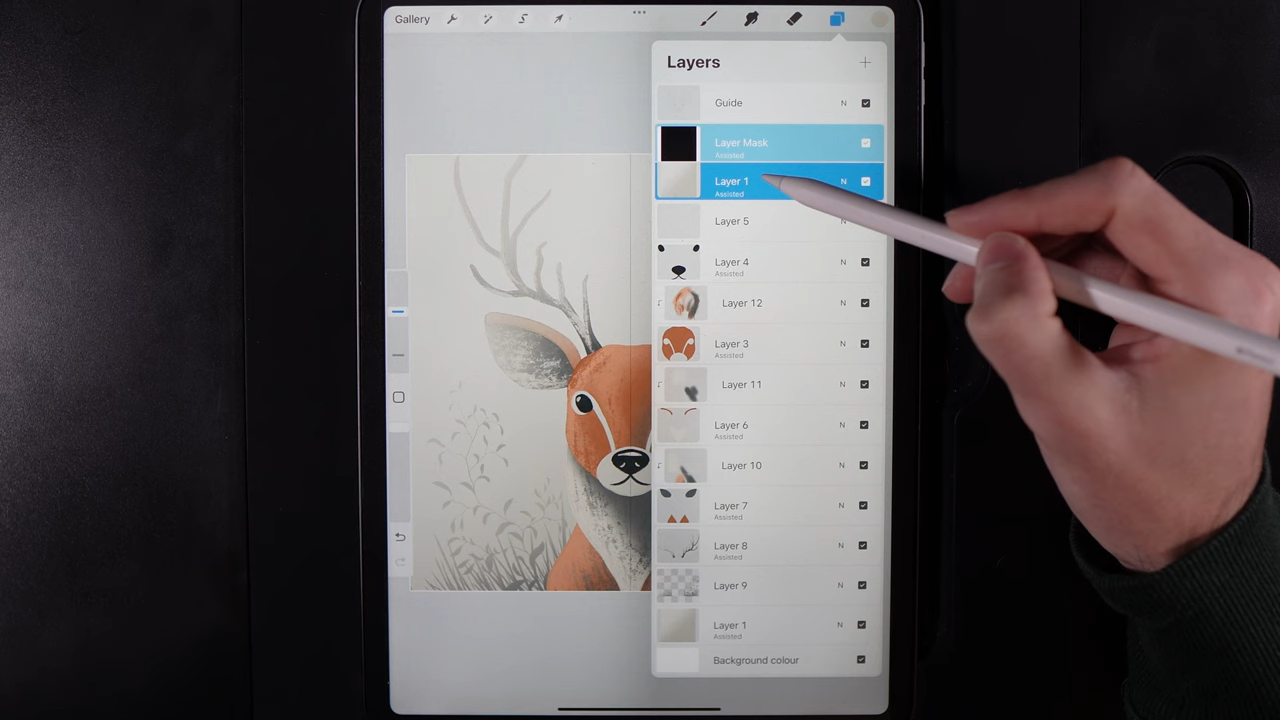 Gallery
Layers
Guide
N
Layer Mask
Assisted
Layer 1
N
Assisted
Layer 5
Layer 4
N
Assisted
Layer 12
N
Layer 3
N
Assisted
Layer 11
N
Layer 6
N
Assisted
Layer 10
N
Layer 7
N
Assisted
Layer 8
N
Assisted
Layer 9
N
Layer 1
N
Assisted
Background colour